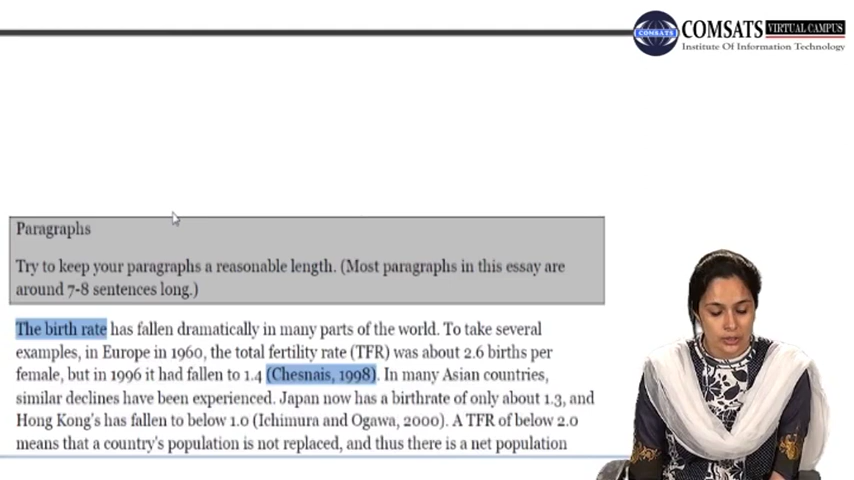 COMSATS VIRTUAL CAMPUS
COMSATS
Institute Of Information Technology
Paragraphs
Try to keep your paragraphs a reasonable length. (Most paragraphs in this essay are
around 7-8 sentences long.)
The birth rate has fallen dramatically in many parts of the world. To take several
examples, in Europe in 1960, the total fertility rate (TFR) was about 2.6 births per
female, but in 1996 it had fallen to 1.4 (Chesnais, 1998). In many Asian countries,
similar declines have been experienced. Japan now has a birthrate of only about 1.3, and
Hong Kong's has fallen to below 1.0 (Ichimura and Ogawa, 2000). A TFR of below 2.0
means that a country's population is not replaced, and thus there is a net population